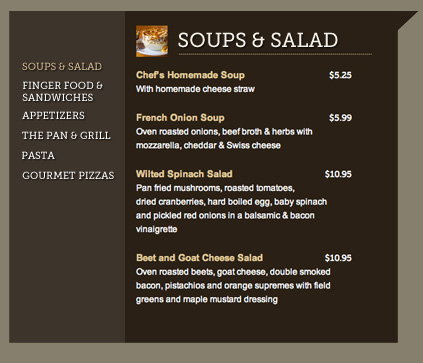 SOUPS & SALAD
FINGER FOOD &
SANDWICHES
APPETIZERS
THE PAN & GRILL
PASTA
GOURMET PIZZAS
SOUPS & SALAD
Chef's Homemade Soup $5.25
With homemade cheese straw
French Onion Soup $5.99
Oven roasted onions, beef broth & herbs with
mozzarella, cheddar & Swiss cheese
Wilted Spinach Salad $10.95
Pan fried mushrooms, roasted tomatoes,
dried cranberries, hard boiled egg, baby spinach
and pickled red onions in a balsamic & bacon
vinaigrette
Beet and Goat Cheese Salad $10.95
Oven roasted beets, goat cheese, double smoked
bacon, pistachios and orange supremes with field
greens and maple mustard dressing